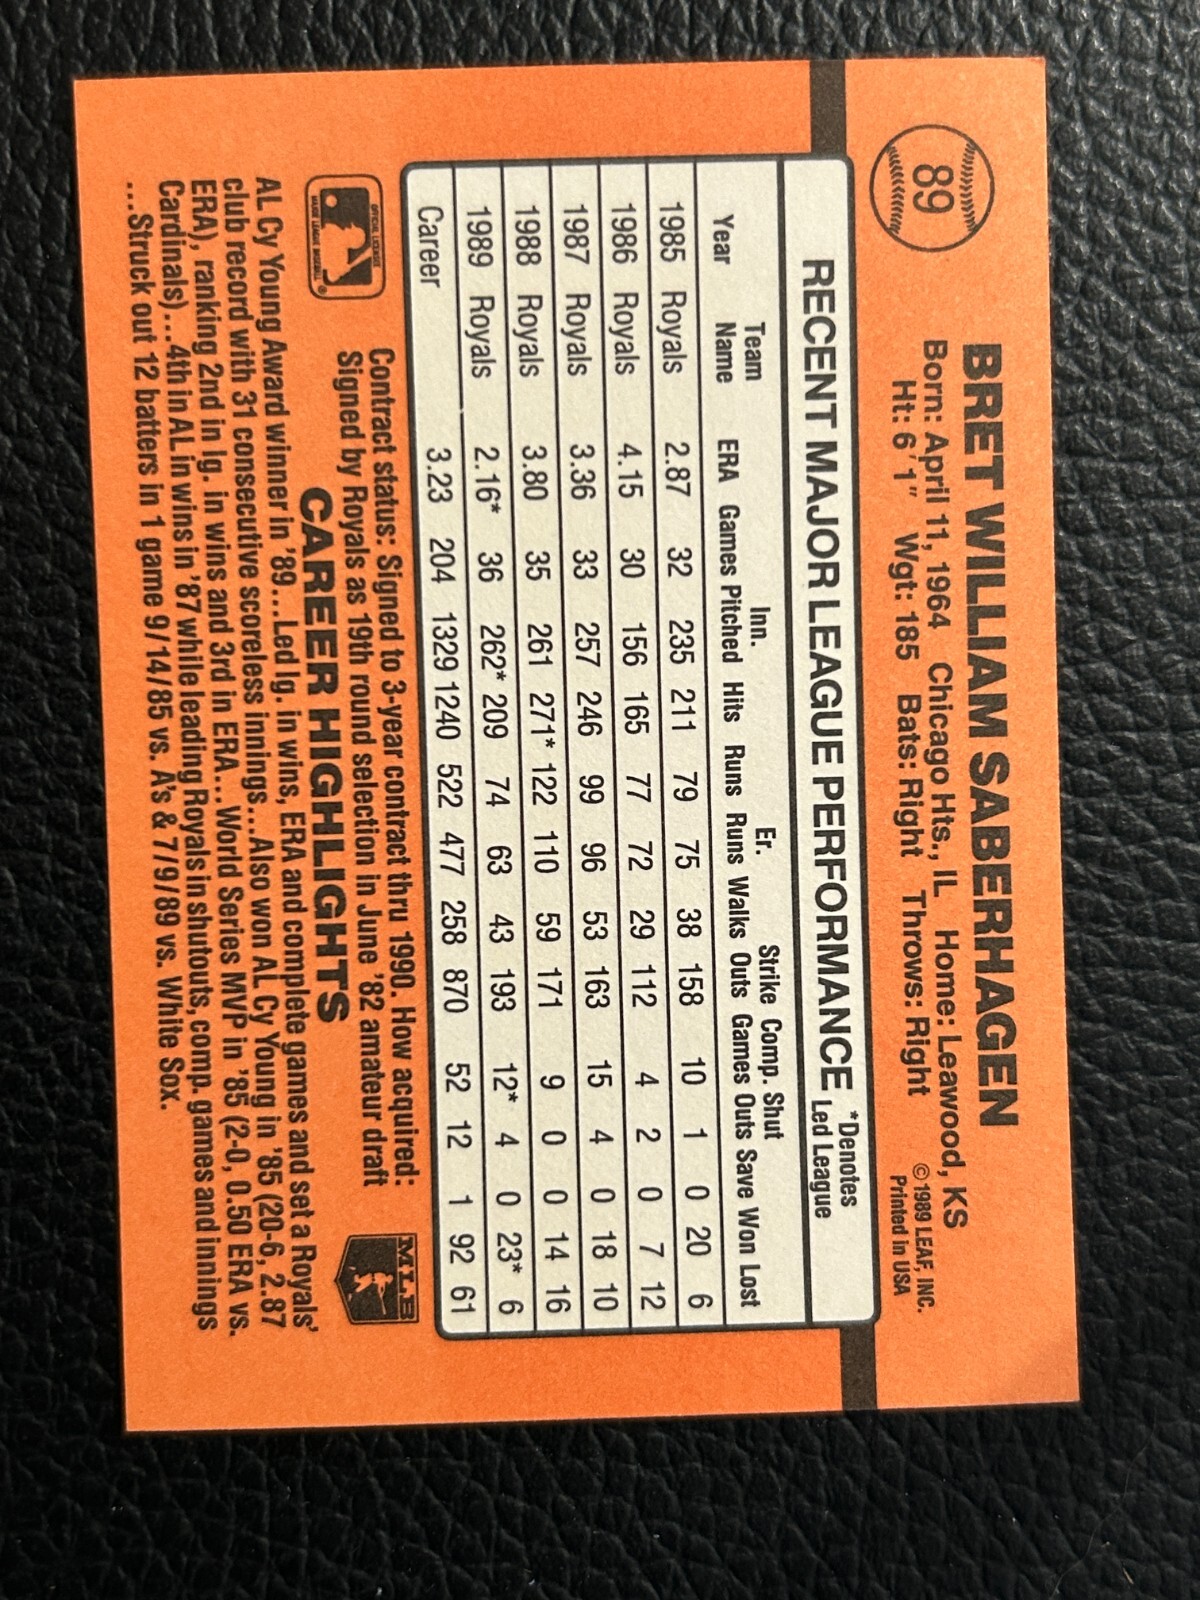 89
BRET WILLIAM SABERHAGEN
Born: April 11, 1964 Chicago Hts., IL Home: Leawood, KS
Ht: 6'1" Wgt: 185 Bats: Right Throws: Right
© 1989 LEAF, INC.
Printed in USA
RECENT MAJOR LEAGUE PERFORMANCE
*Denotes
Led League
Team Inn. Er. Strike Comp. Shut
Year Name ERA Games Pitched Hits Runs Runs Walks Outs Games Outs Save Won Lost
1985 Royals 2.87 32 235 211 79 75 38 158 10 1 0 20 6
1986 Royals 4.15 30 156 165 77 72 29 112 4 2 0 7 12
1987 Royals 3.36 33 257 246 99 96 53 163 15 4 0 18 10
1988 Royals 3.80 35 261 271* 122 110 59 171 9 0 0 14 16
1989 Royals 2.16* 36 262* 209 74 63 43 193 12* 4 0 23* 6
Career 3.23 204 1329 1240 522 477 258 870 52 12 1 92 61
OFFICIAL LICENSEE
MAJOR LEAGUE BASEBALL
®
Contract status: Signed to 3-year contract thru 1990. How acquired:
Signed by Royals as 19th round selection in June '82 amateur draft
MLB
CAREER HIGHLIGHTS
AL Cy Young Award winner in '89...Led lg. in wins, ERA and complete games and set a Royals'
club record with 31 consecutive scoreless innings...Also won AL Cy Young in '85 (20-6, 2.87
ERA), ranking 2nd in lg. in wins and 3rd in ERA...World Series MVP in '85 (2-0, 0.50 ERA vs.
Cardinals)...4th in AL in wins in '87 while leading Royals in shutouts, comp. games and innings
...Struck out 12 batters in 1 game 9/14/85 vs. A's & 7/9/89 vs. White Sox.